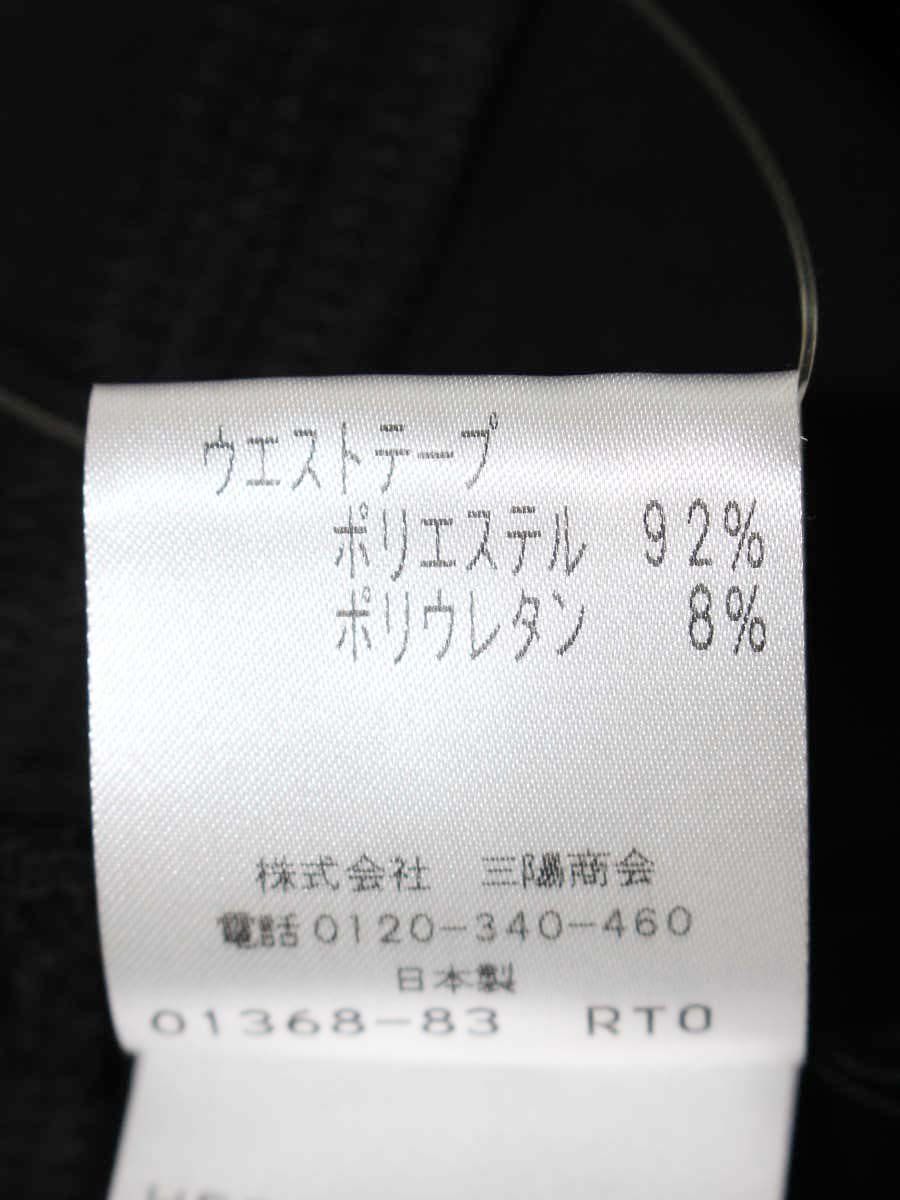 ウエストテープ
ポリエステル 92%
ポリウレタン 8%
株式会社 三陽商会
電話0120-340-460
日本製
01368-83 RTO